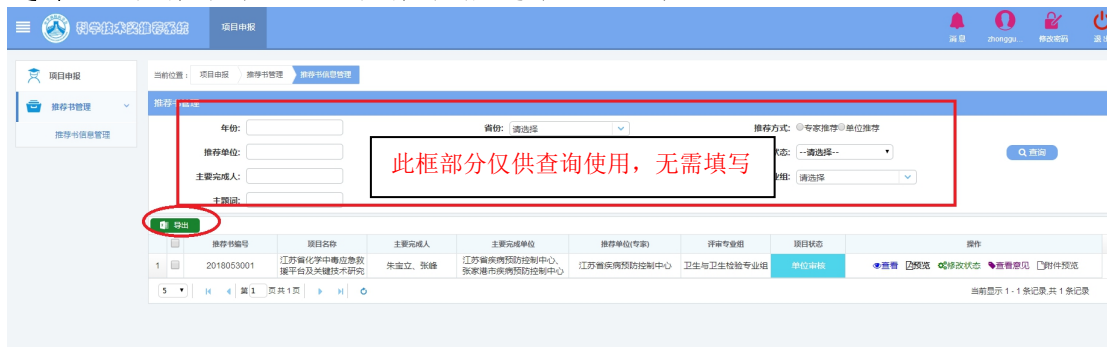 科学技术奖推荐系统 项目申报 消息 zhonggu... 修改密码
项目申报
推荐书管理
推荐书信息管理
当前位置： 项目申报 推荐书管理 推荐书信息管理
年份: 省份: 请选择 推荐方式: 专家推荐 单位推荐
推荐单位: 状态: --请选择-- 查询
主要完成人: 业组: 请选择
主题词:
此框部分仅供查询使用，无需填写
导出
推荐书编号 项目名称 主要完成人 主要完成单位 推荐单位(专家) 评审专业组 项目状态 操作
1 2018053001 江苏省化学中毒应急救援平台及关键技术研究 朱宝立、张峰 江苏省疾病预防控制中心、张家港市疾病预防控制中心 江苏省疾病预防控制中心 卫生与卫生检验专业组 单位审核 查看 预览 修改状态 查看意见 附件预览
5 第 1 页共1页 当前显示 1 - 1 条记录,共 1 条记录